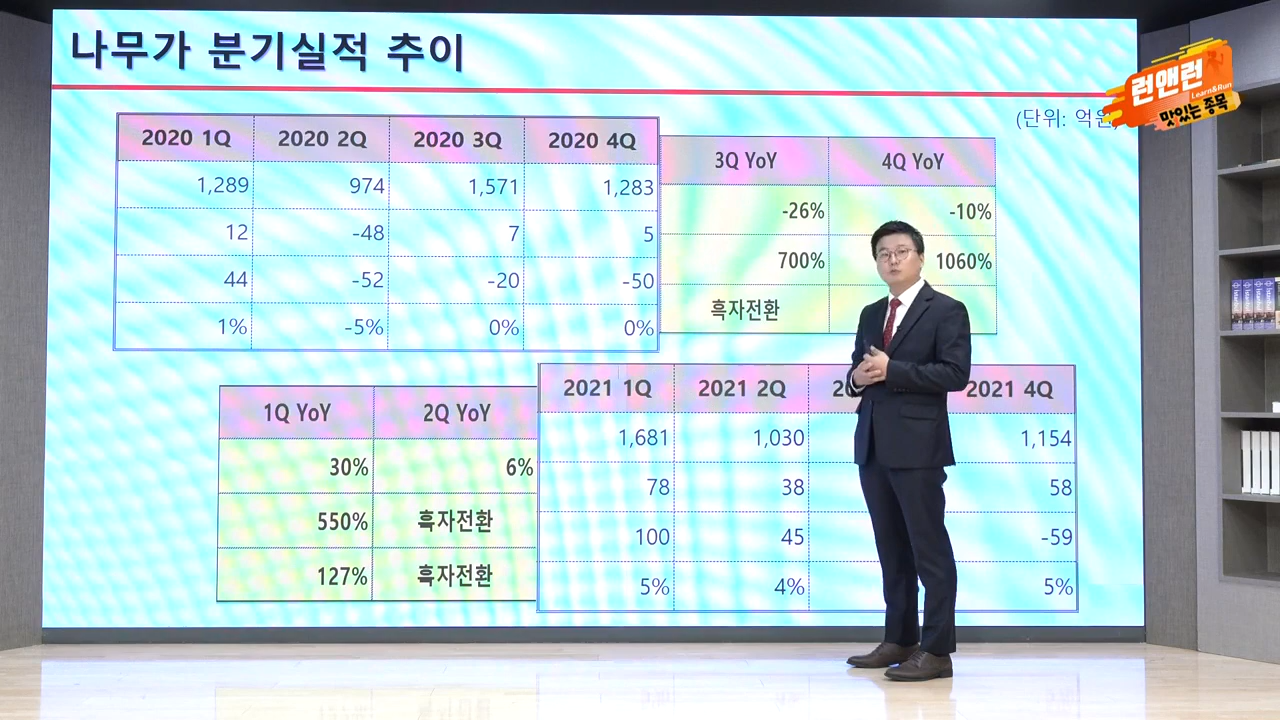 나무가 분기실적 추이
런앤런
Learn&Run
맛있는 종목
(단위: 억원
2020 1Q 2020 2Q 2020 3Q 2020 4Q
1,289 974 1,571 1,283
12 -48 7 5
44 -52 -20 -50
1% -5% 0% 0%
3Q YoY 4Q YoY
-26% -10%
700% 1060%
흑자전환
1Q YoY 2Q YoY
30% 6%
550% 흑자전환
127% 흑자전환
2021 1Q 2021 2Q 20 2021 4Q
1,681 1,030 1,154
78 38 58
100 45 -59
5% 4% 5%